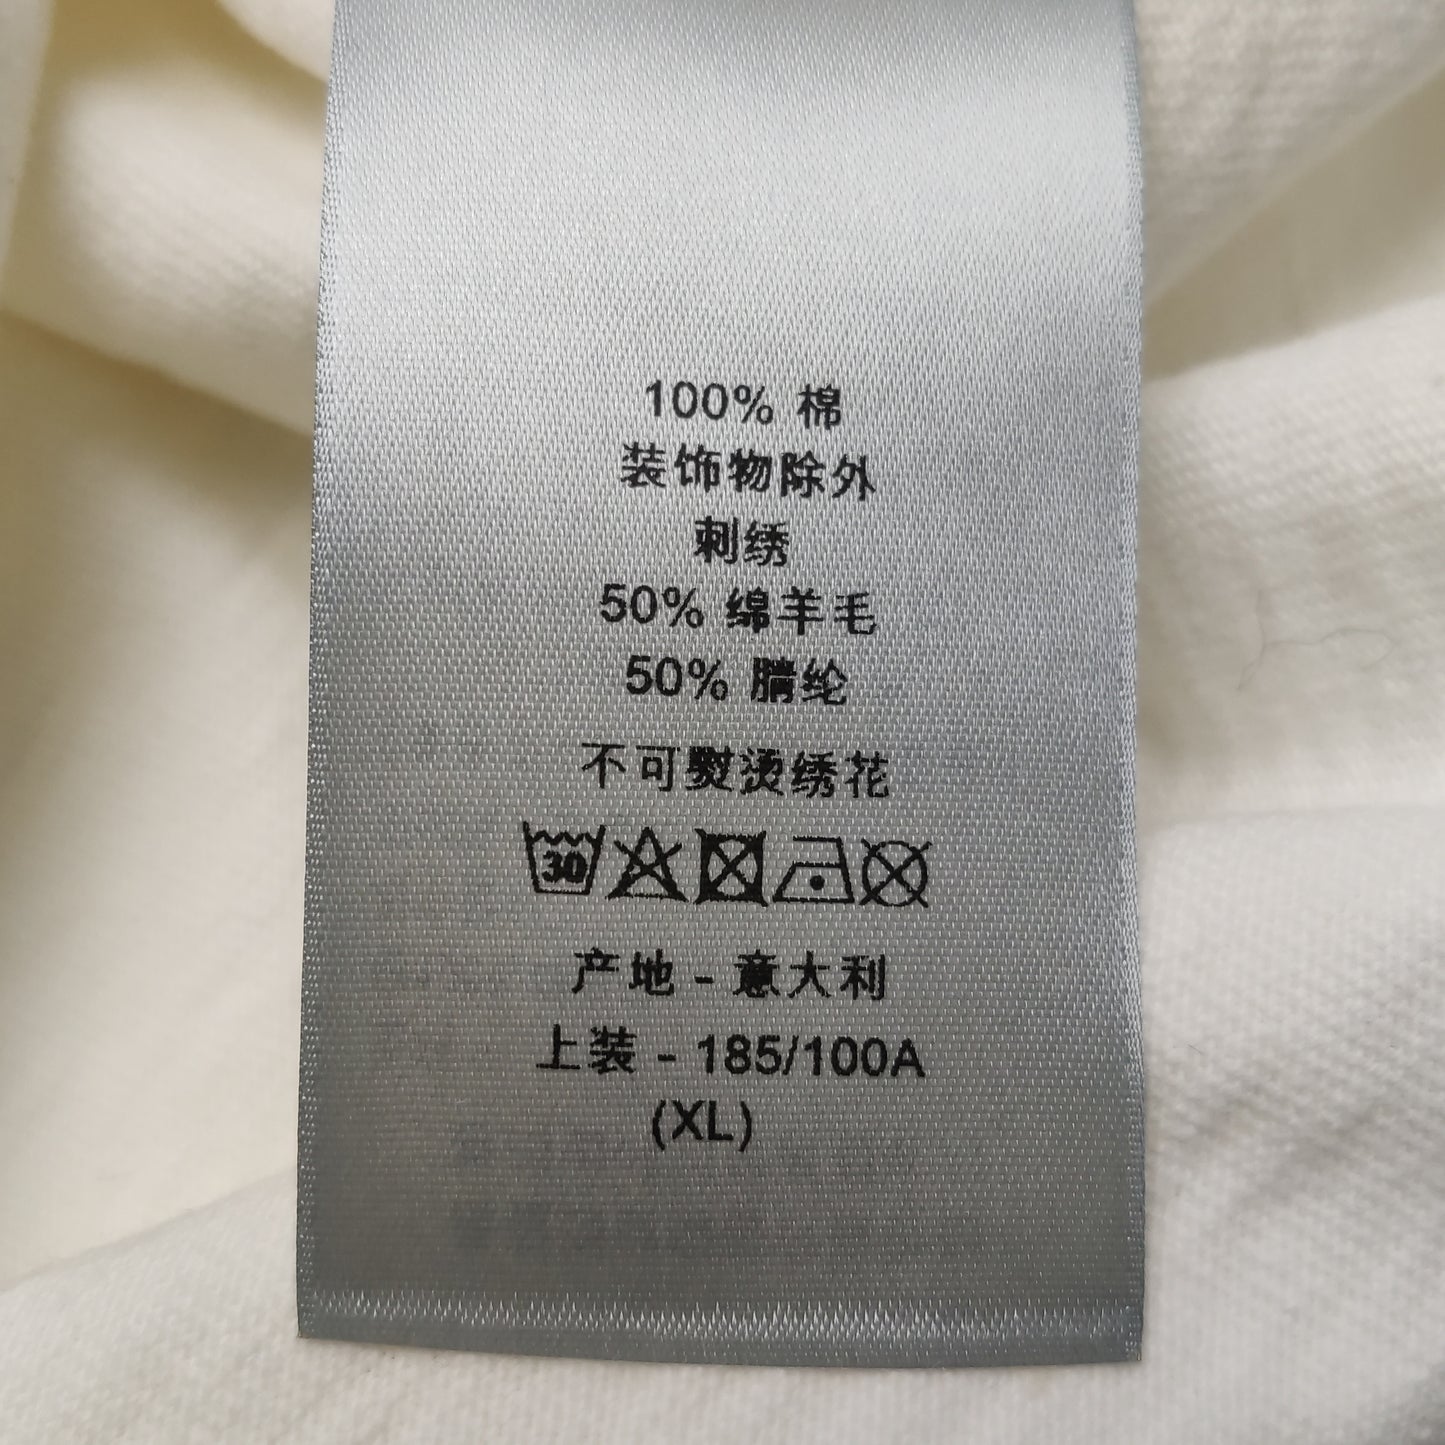 100% 棉
装饰物除外
刺绣
50% 绵羊毛
50% 腈纶
不可熨烫绣花
30
产地 - 意大利
上装 - 185/100A
(XL)